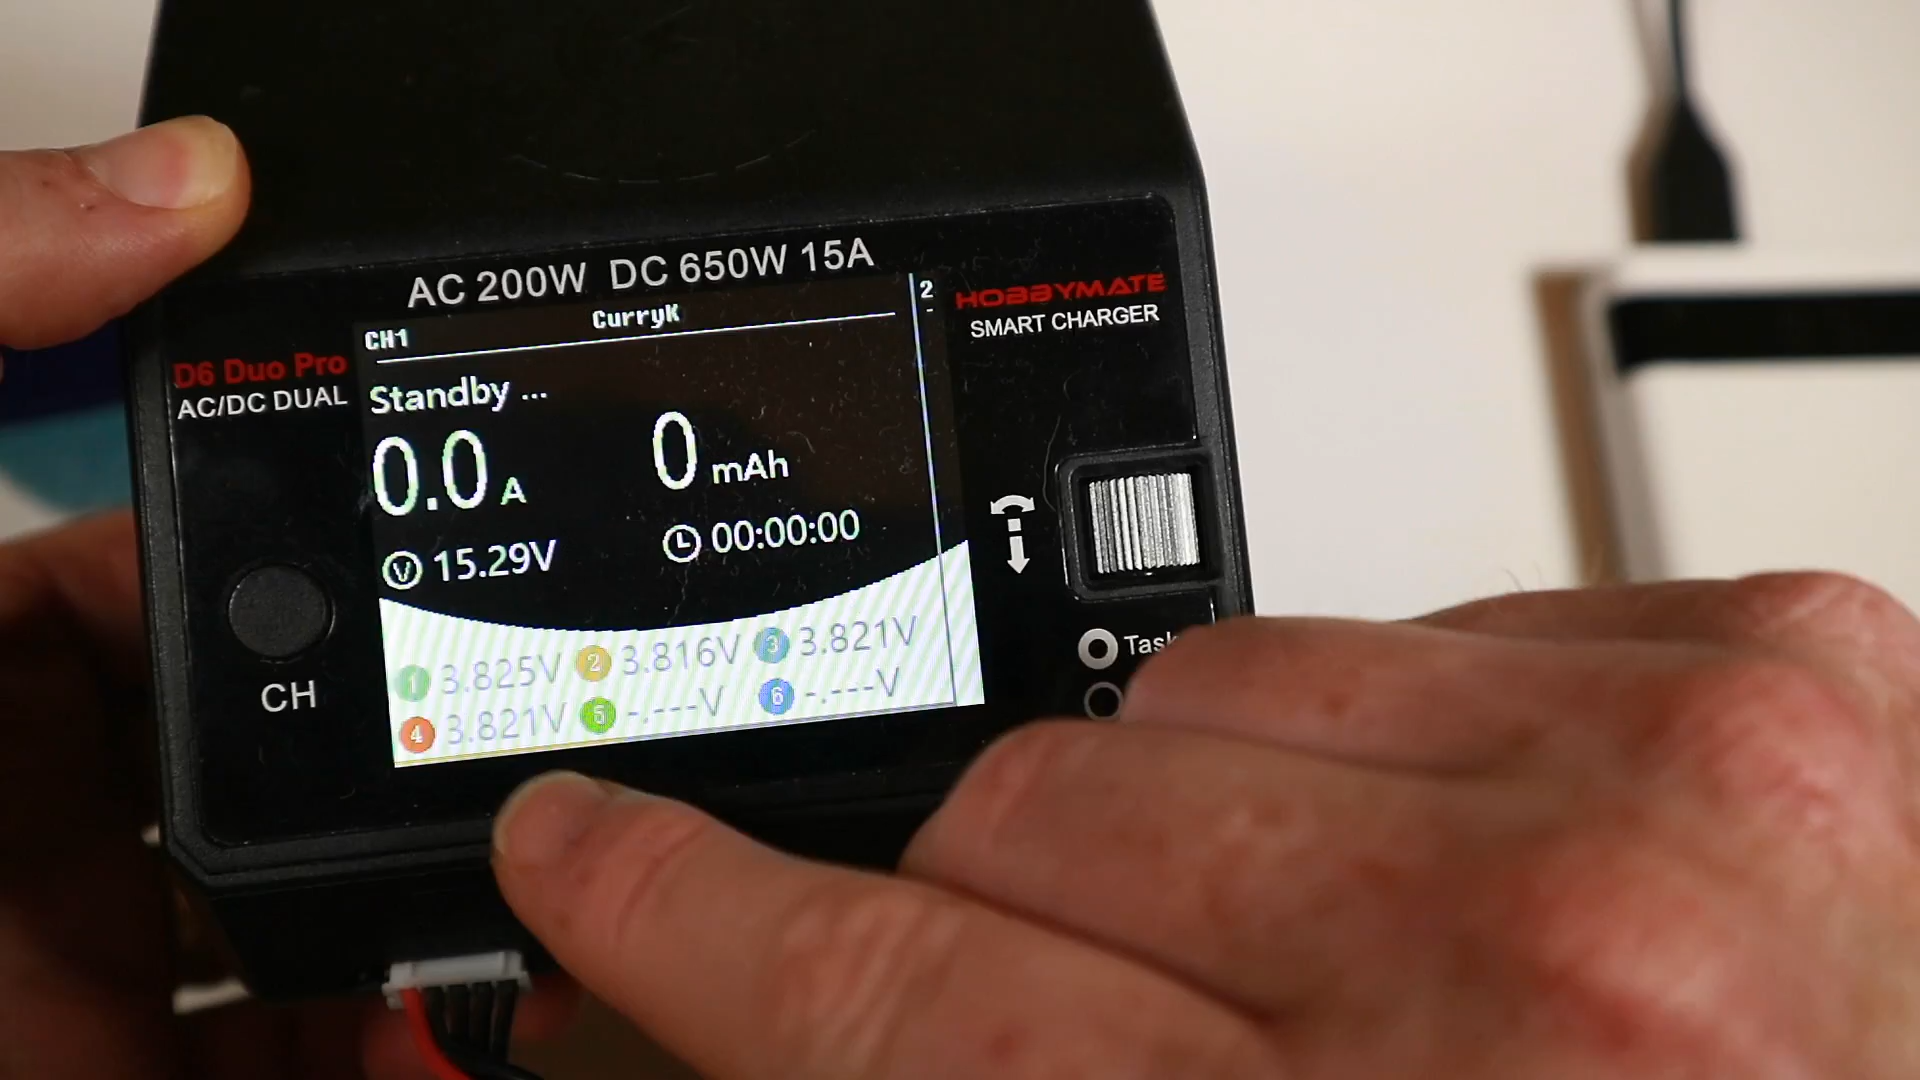 AC 200W DC 650W 15A
HOBBYMATE
SMART CHARGER
D6 Duo Pro
AC/DC DUAL
CH1 CurryK 2
-
Standby ...
0.0 A 0 mAh
V 15.29V 00:00:00
1 3.825V 2 3.816V 3 3.821V
4 3.821V 5 -.---V 6 -.---V
CH